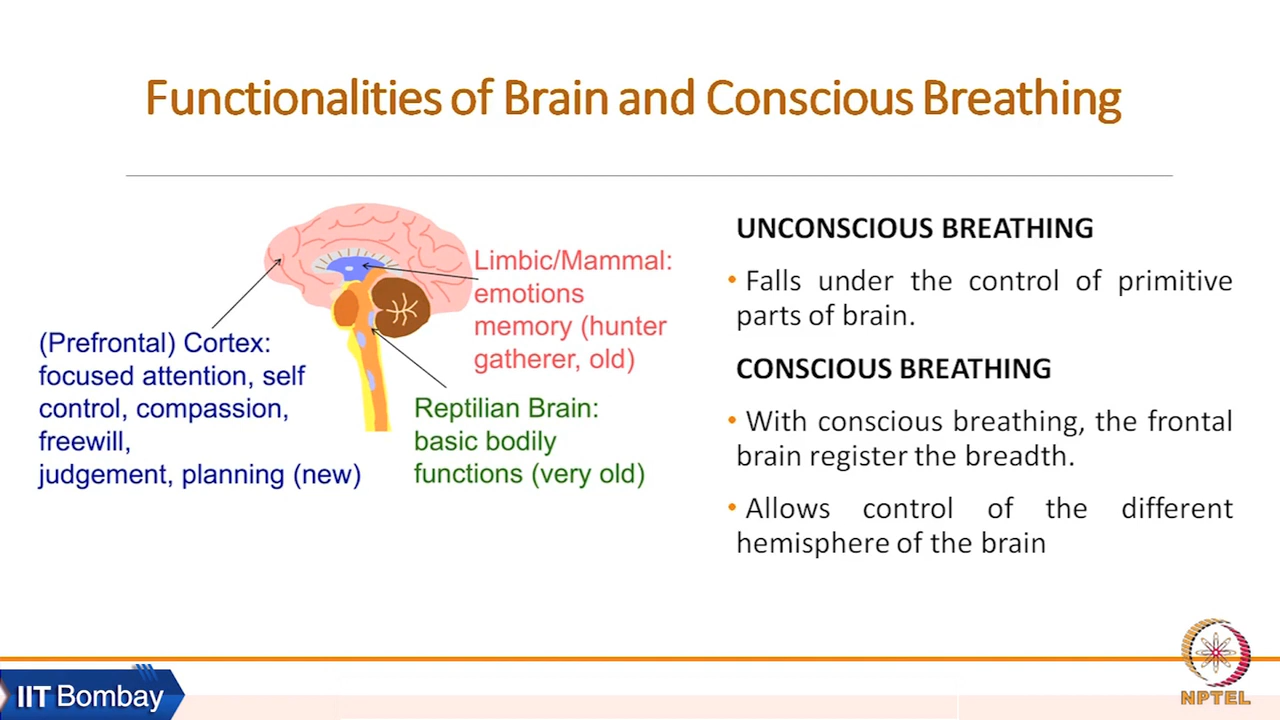 Functionalities of Brain and Conscious Breathing
Limbic/Mammal:
emotions
memory (hunter
gatherer, old)
(Prefrontal) Cortex:
focused attention, self
control, compassion,
freewill,
judgement, planning (new)
Reptilian Brain:
basic bodily
functions (very old)
UNCONSCIOUS BREATHING
• Falls under the control of primitive
parts of brain.
CONSCIOUS BREATHING
• With conscious breathing, the frontal
brain register the breadth.
• Allows control of the different
hemisphere of the brain
IIT Bombay
NPTEL